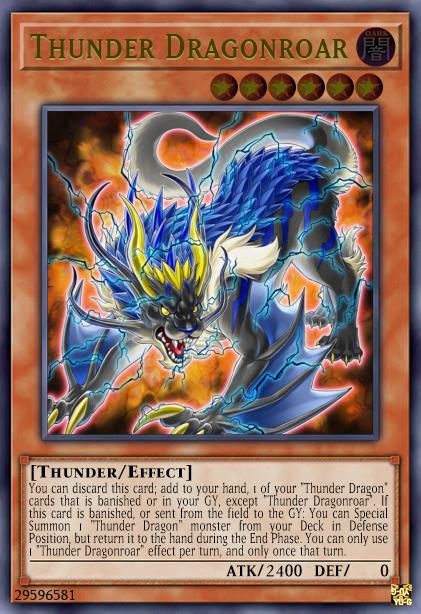 THUNDER DRAGONROAR
DARK
闇
[THUNDER/EFFECT]
You can discard this card; add to your hand, 1 of your "Thunder Dragon"
cards that is banished or in your GY, except "Thunder Dragonroar". If
this card is banished, or sent from the field to the GY: You can Special
Summon 1 "Thunder Dragon" monster from your Deck in Defense
Position, but return it to the hand during the End Phase. You can only use
1 "Thunder Dragonroar" effect per turn, and only once that turn.
ATK/2400 DEF/ 0
29596581